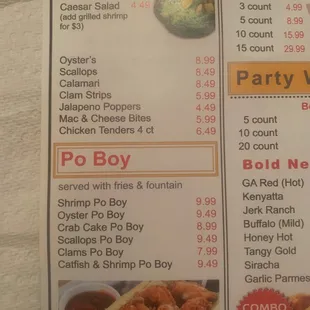 Caesar Salad 4.49
(add grilled shrimp
for $3)
Oyster's 8.99
Scallops 8.49
Calamari 8.49
Clam Strips 5.99
Jalapeno Poppers 4.49
Mac & Cheese Bites 5.99
Chicken Tenders 4 ct 6.49
Po Boy
served with fries & fountain
Shrimp Po Boy 9.99
Oyster Po Boy 9.49
Crab Cake Po Boy 8.99
Scallops Po Boy 9.49
Clams Po Boy 7.99
Catfish & Shrimp Po Boy 9.49
3 count 4.99
5 count 8.99
10 count 15.99
15 count 29.99
Party
5 count
10 count
20 count
Bold
GA Red (Hot)
Kenyatta
Jerk Ranch
Buffalo (Mild)
Honey Hot
Tangy Gold
Siracha
Garlic
COMBO